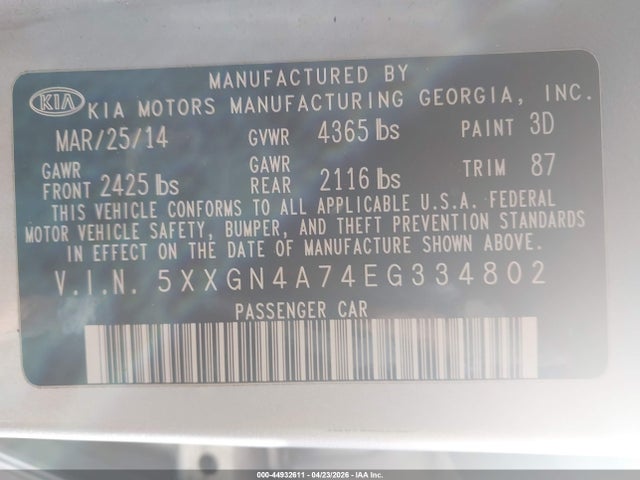 MANUFACTURED BY
KIA KIA MOTORS MANUFACTURING GEORGIA, INC.
MAR/25/14 GVWR 4365 lbs PAINT 3D
GAWR FRONT 2425 lbs GAWR REAR 2116 lbs TRIM 87
THIS VEHICLE CONFORMS TO ALL APPLICABLE U.S.A. FEDERAL
MOTOR VEHICLE SAFETY, BUMPER, AND THEFT PREVENTION STANDARDS
IN EFFECT ON THE DATE OF MANUFACTURE SHOWN ABOVE.
V.I.N. 5XXGN4A74EG334802
PASSENGER CAR
000-44932611 - 04/23/2026 - IAA Inc.